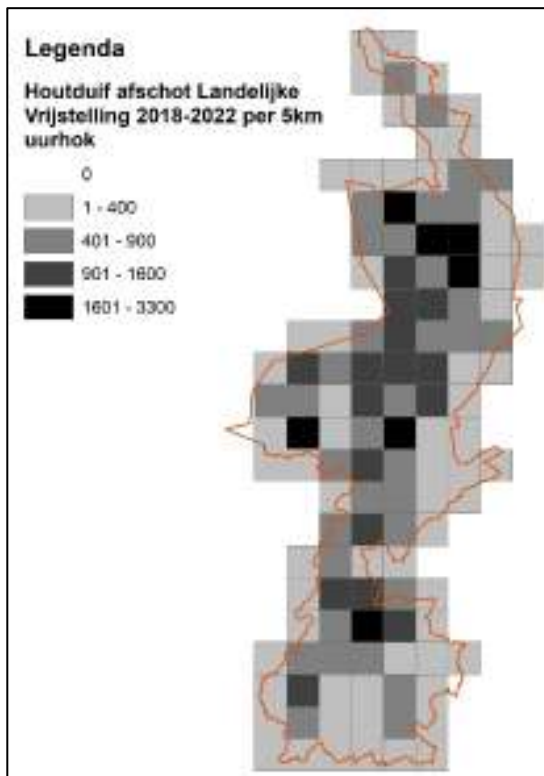 Legenda
Houtduif afschot Landelijke
Vrijstelling 2018-2022 per 5km
uurhok
0
1 - 400
401 - 900
901 - 1600
1601 - 3300